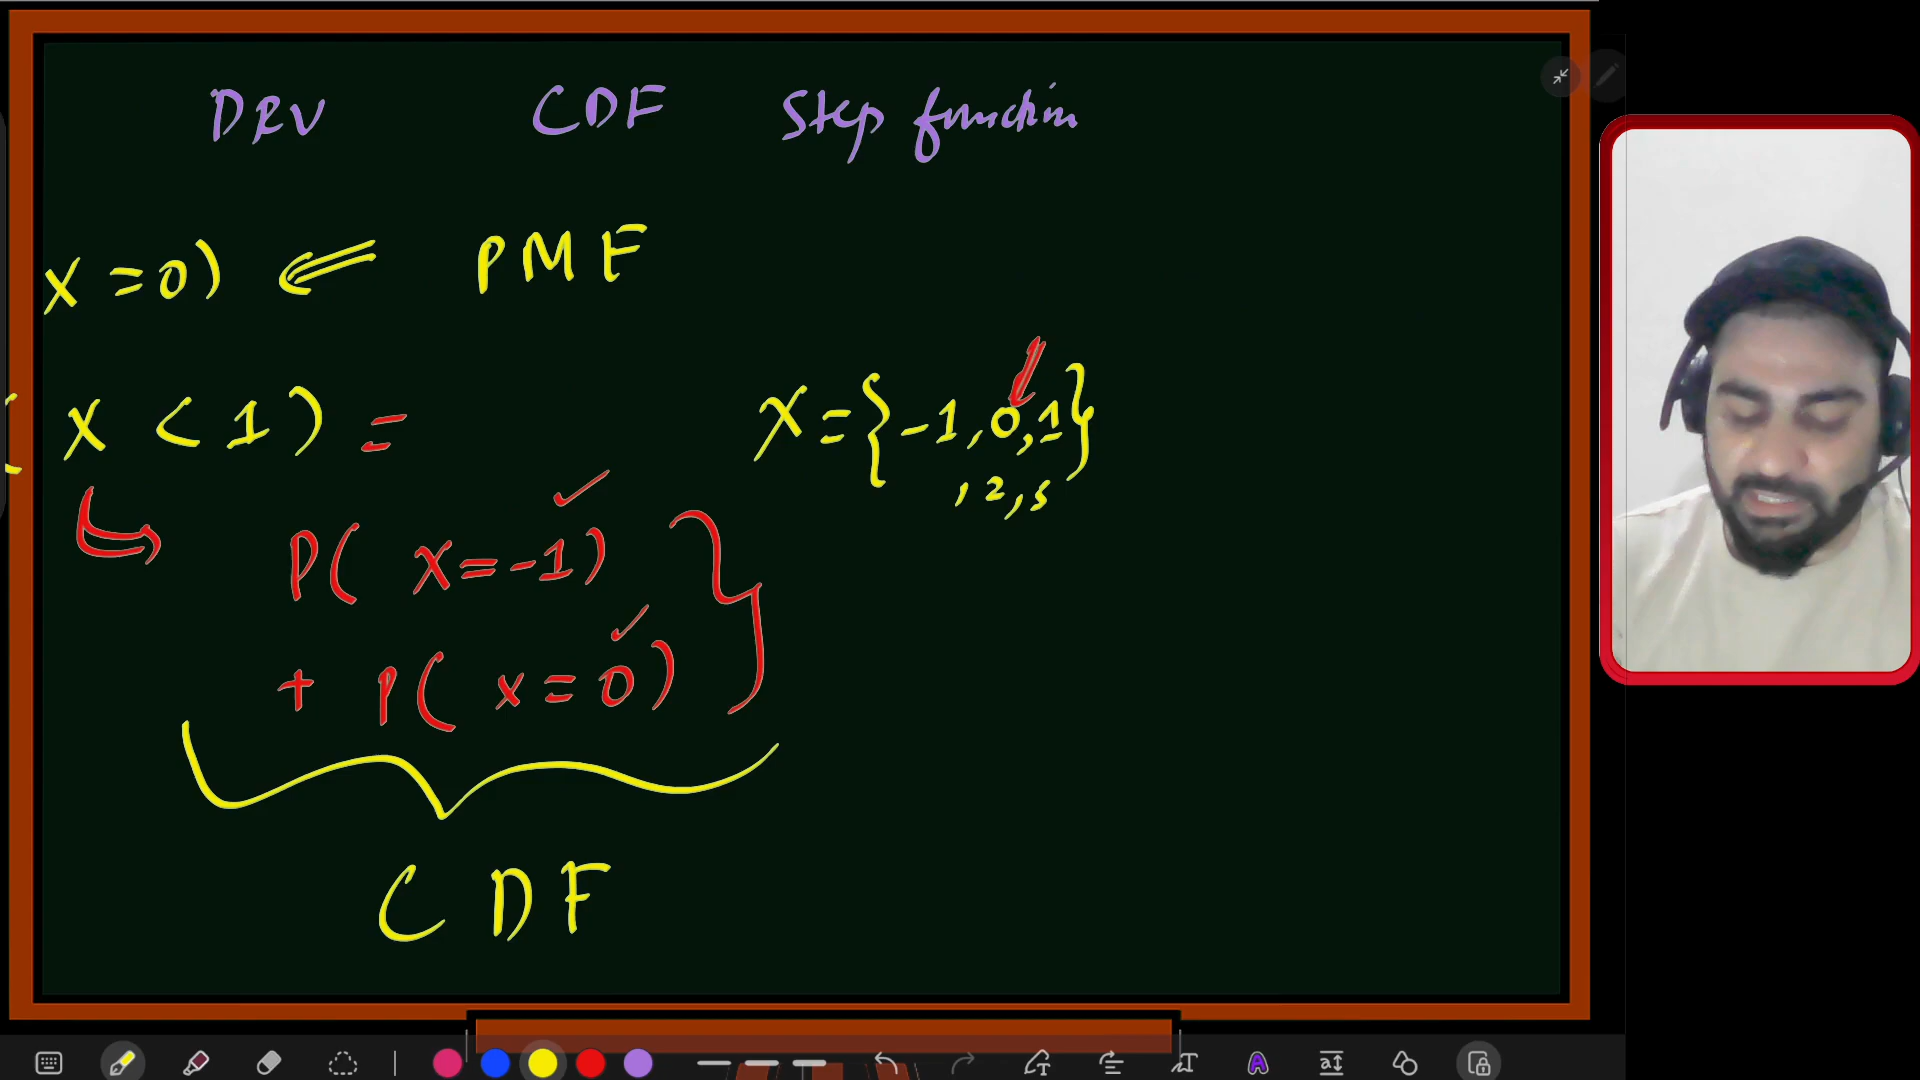 DRV CDF Step function
X = 0) ⇐ PMF
( X < 1) = X = {-1, 0, 1}
, 2, 5
P( X = -1) ✓
+ P( x = 0) ✓
CDF